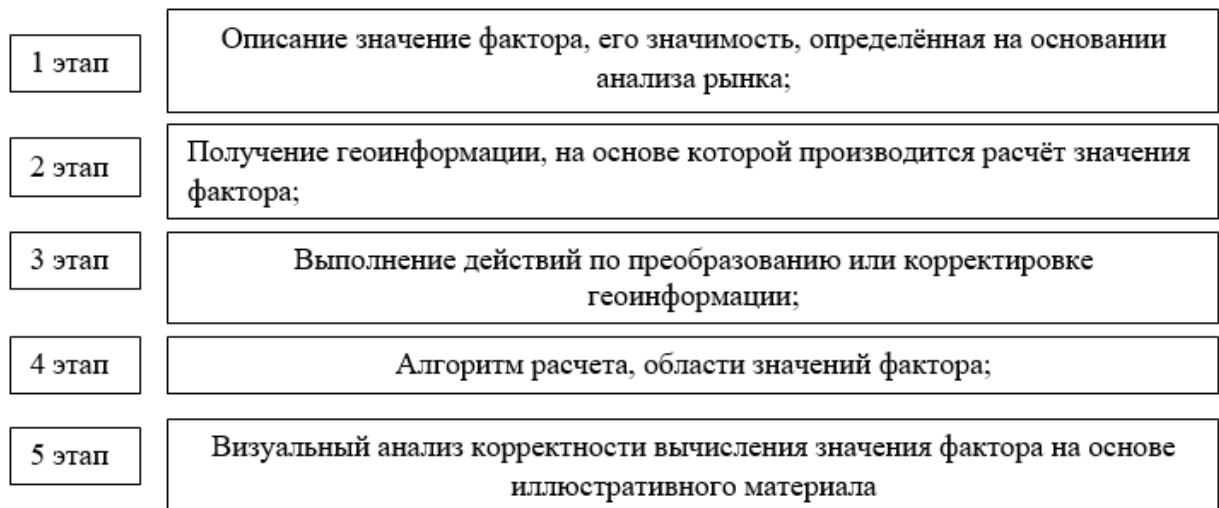 1 этап
Описание значение фактора, его значимость, определённая на основании
анализа рынка;
2 этап
Получение геоинформации, на основе которой производится расчёт значения
фактора;
3 этап
Выполнение действий по преобразованию или корректировке
геоинформации;
4 этап
Алгоритм расчета, области значений фактора;
5 этап
Визуальный анализ корректности вычисления значения фактора на основе
иллюстративного материала